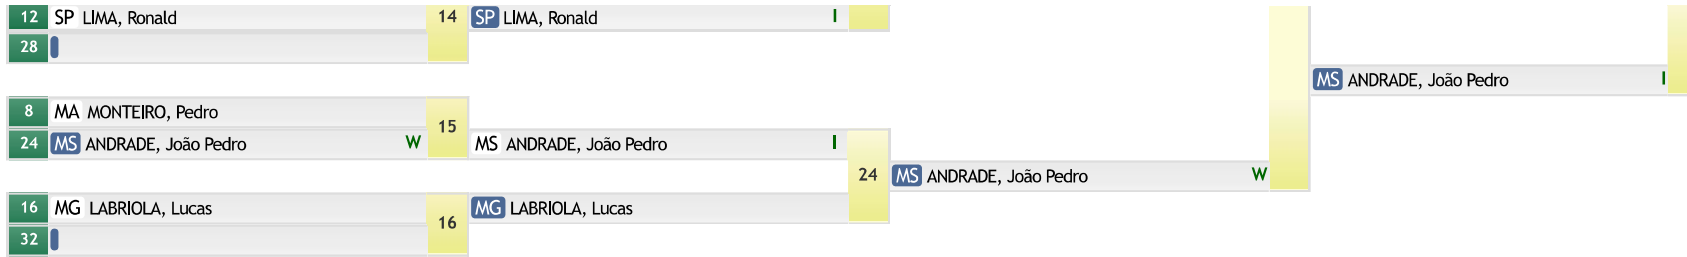 12 SP LIMA, Ronald 14 SP LIMA, Ronald I
28
MS ANDRADE, João Pedro I
8 MA MONTEIRO, Pedro
15
24 MS ANDRADE, João Pedro W MS ANDRADE, João Pedro I
24 MS ANDRADE, João Pedro W
16 MG LABRIOLA, Lucas MG LABRIOLA, Lucas
16
32